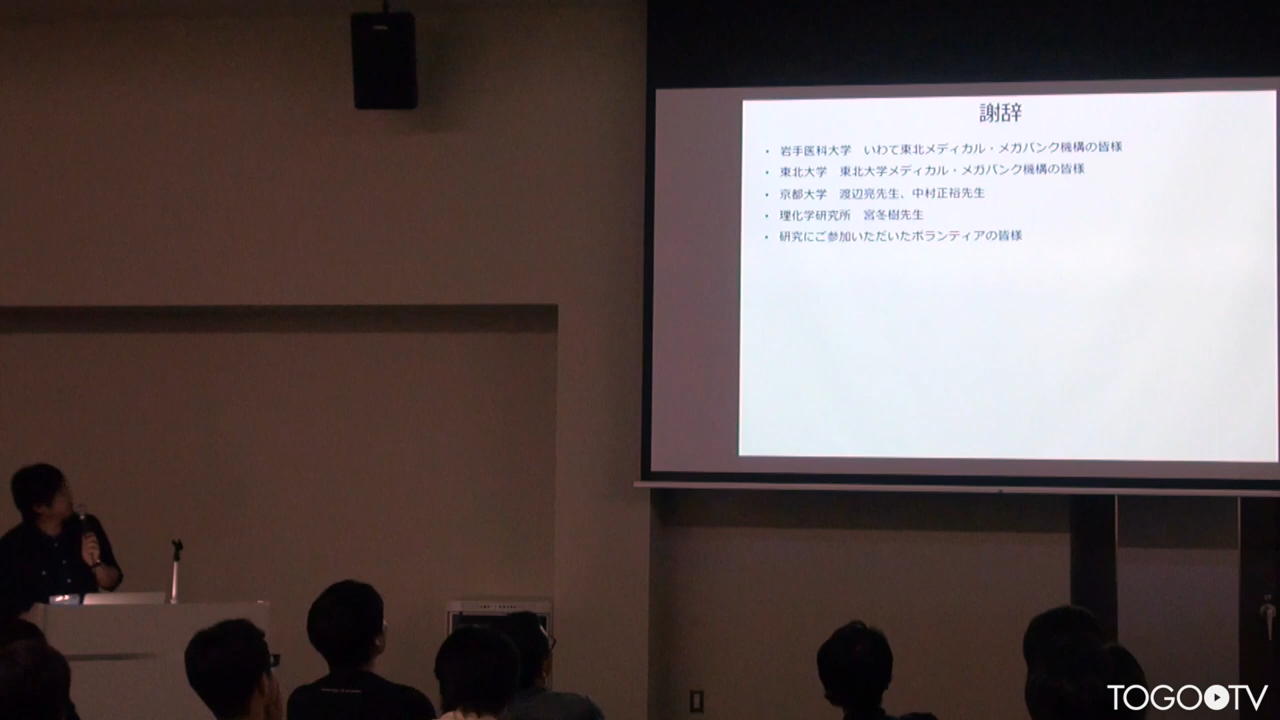 謝辞
・ 岩手医科大学　いわて東北メディカル・メガバンク機構の皆様
・ 東北大学　東北大学メディカル・メガバンク機構の皆様
・ 京都大学　渡辺亮先生、中村正裕先生
・ 理化学研究所　宮冬樹先生
・ 研究にご参加いただいたボランティアの皆様
TOGOTV